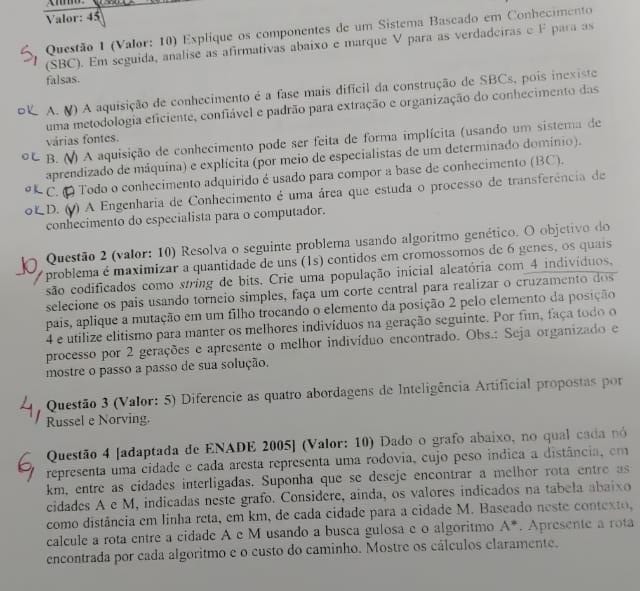 Valor: 45
5, Questão 1 (Valor: 10) Explique os componentes de um Sistema Baseado em Conhecimento
(SBC). Em seguida, analise as afirmativas abaixo e marque V para as verdadeiras e F para as
falsas.
OK A. (V) A aquisição de conhecimento é a fase mais difícil da construção de SBCs, pois inexiste
uma metodologia eficiente, confiável e padrão para extração e organização do conhecimento das
várias fontes.
OK B. (V) A aquisição de conhecimento pode ser feita de forma implícita (usando um sistema de
aprendizado de máquina) e explícita (por meio de especialistas de um determinado domínio).
OK C. (F) Todo o conhecimento adquirido é usado para compor a base de conhecimento (BC).
OK D. (V) A Engenharia de Conhecimento é uma área que estuda o processo de transferência de
conhecimento do especialista para o computador.
10, Questão 2 (valor: 10) Resolva o seguinte problema usando algoritmo genético. O objetivo do
problema é maximizar a quantidade de uns (1s) contidos em cromossomos de 6 genes, os quais
são codificados como string de bits. Crie uma população inicial aleatória com 4 indivíduos,
selecione os pais usando torneio simples, faça um corte central para realizar o cruzamento dos
pais, aplique a mutação em um filho trocando o elemento da posição 2 pelo elemento da posição
4 e utilize elitismo para manter os melhores indivíduos na geração seguinte. Por fim, faça todo o
processo por 2 gerações e apresente o melhor indivíduo encontrado. Obs.: Seja organizado e
mostre o passo a passo de sua solução.
4, Questão 3 (Valor: 5) Diferencie as quatro abordagens de Inteligência Artificial propostas por
Russel e Norving.
6, Questão 4 [adaptada de ENADE 2005] (Valor: 10) Dado o grafo abaixo, no qual cada nó
representa uma cidade e cada aresta representa uma rodovia, cujo peso indica a distância, em
km, entre as cidades interligadas. Suponha que se deseje encontrar a melhor rota entre as
cidades A e M, indicadas neste grafo. Considere, ainda, os valores indicados na tabela abaixo
como distância em linha reta, em km, de cada cidade para a cidade M. Baseado neste contexto,
calcule a rota entre a cidade A e M usando a busca gulosa e o algoritmo A*. Apresente a rota
encontrada por cada algoritmo e o custo do caminho. Mostre os cálculos claramente.